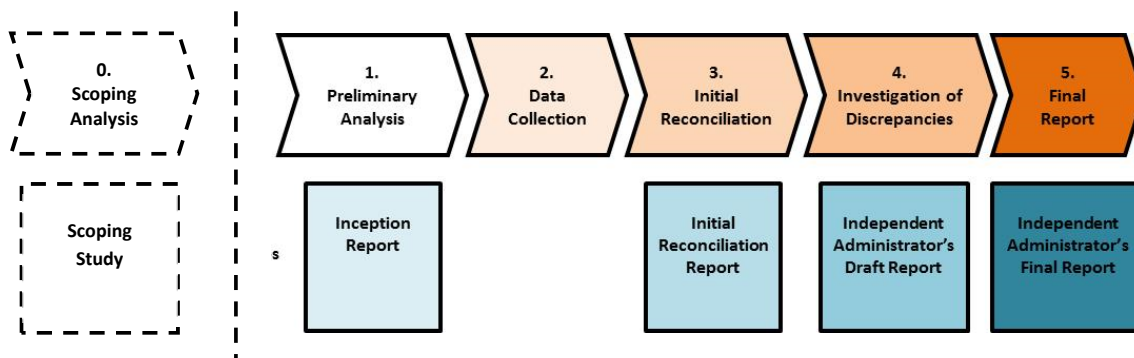 0.
Scoping
Analysis
1.
Preliminary
Analysis
2.
Data
Collection
3.
Initial
Reconciliation
4.
Investigation of
Discrepancies
5.
Final
Report
Scoping
Study
s
Inception
Report
Initial
Reconciliation
Report
Independent
Administrator's
Draft Report
Independent
Administrator's
Final Report